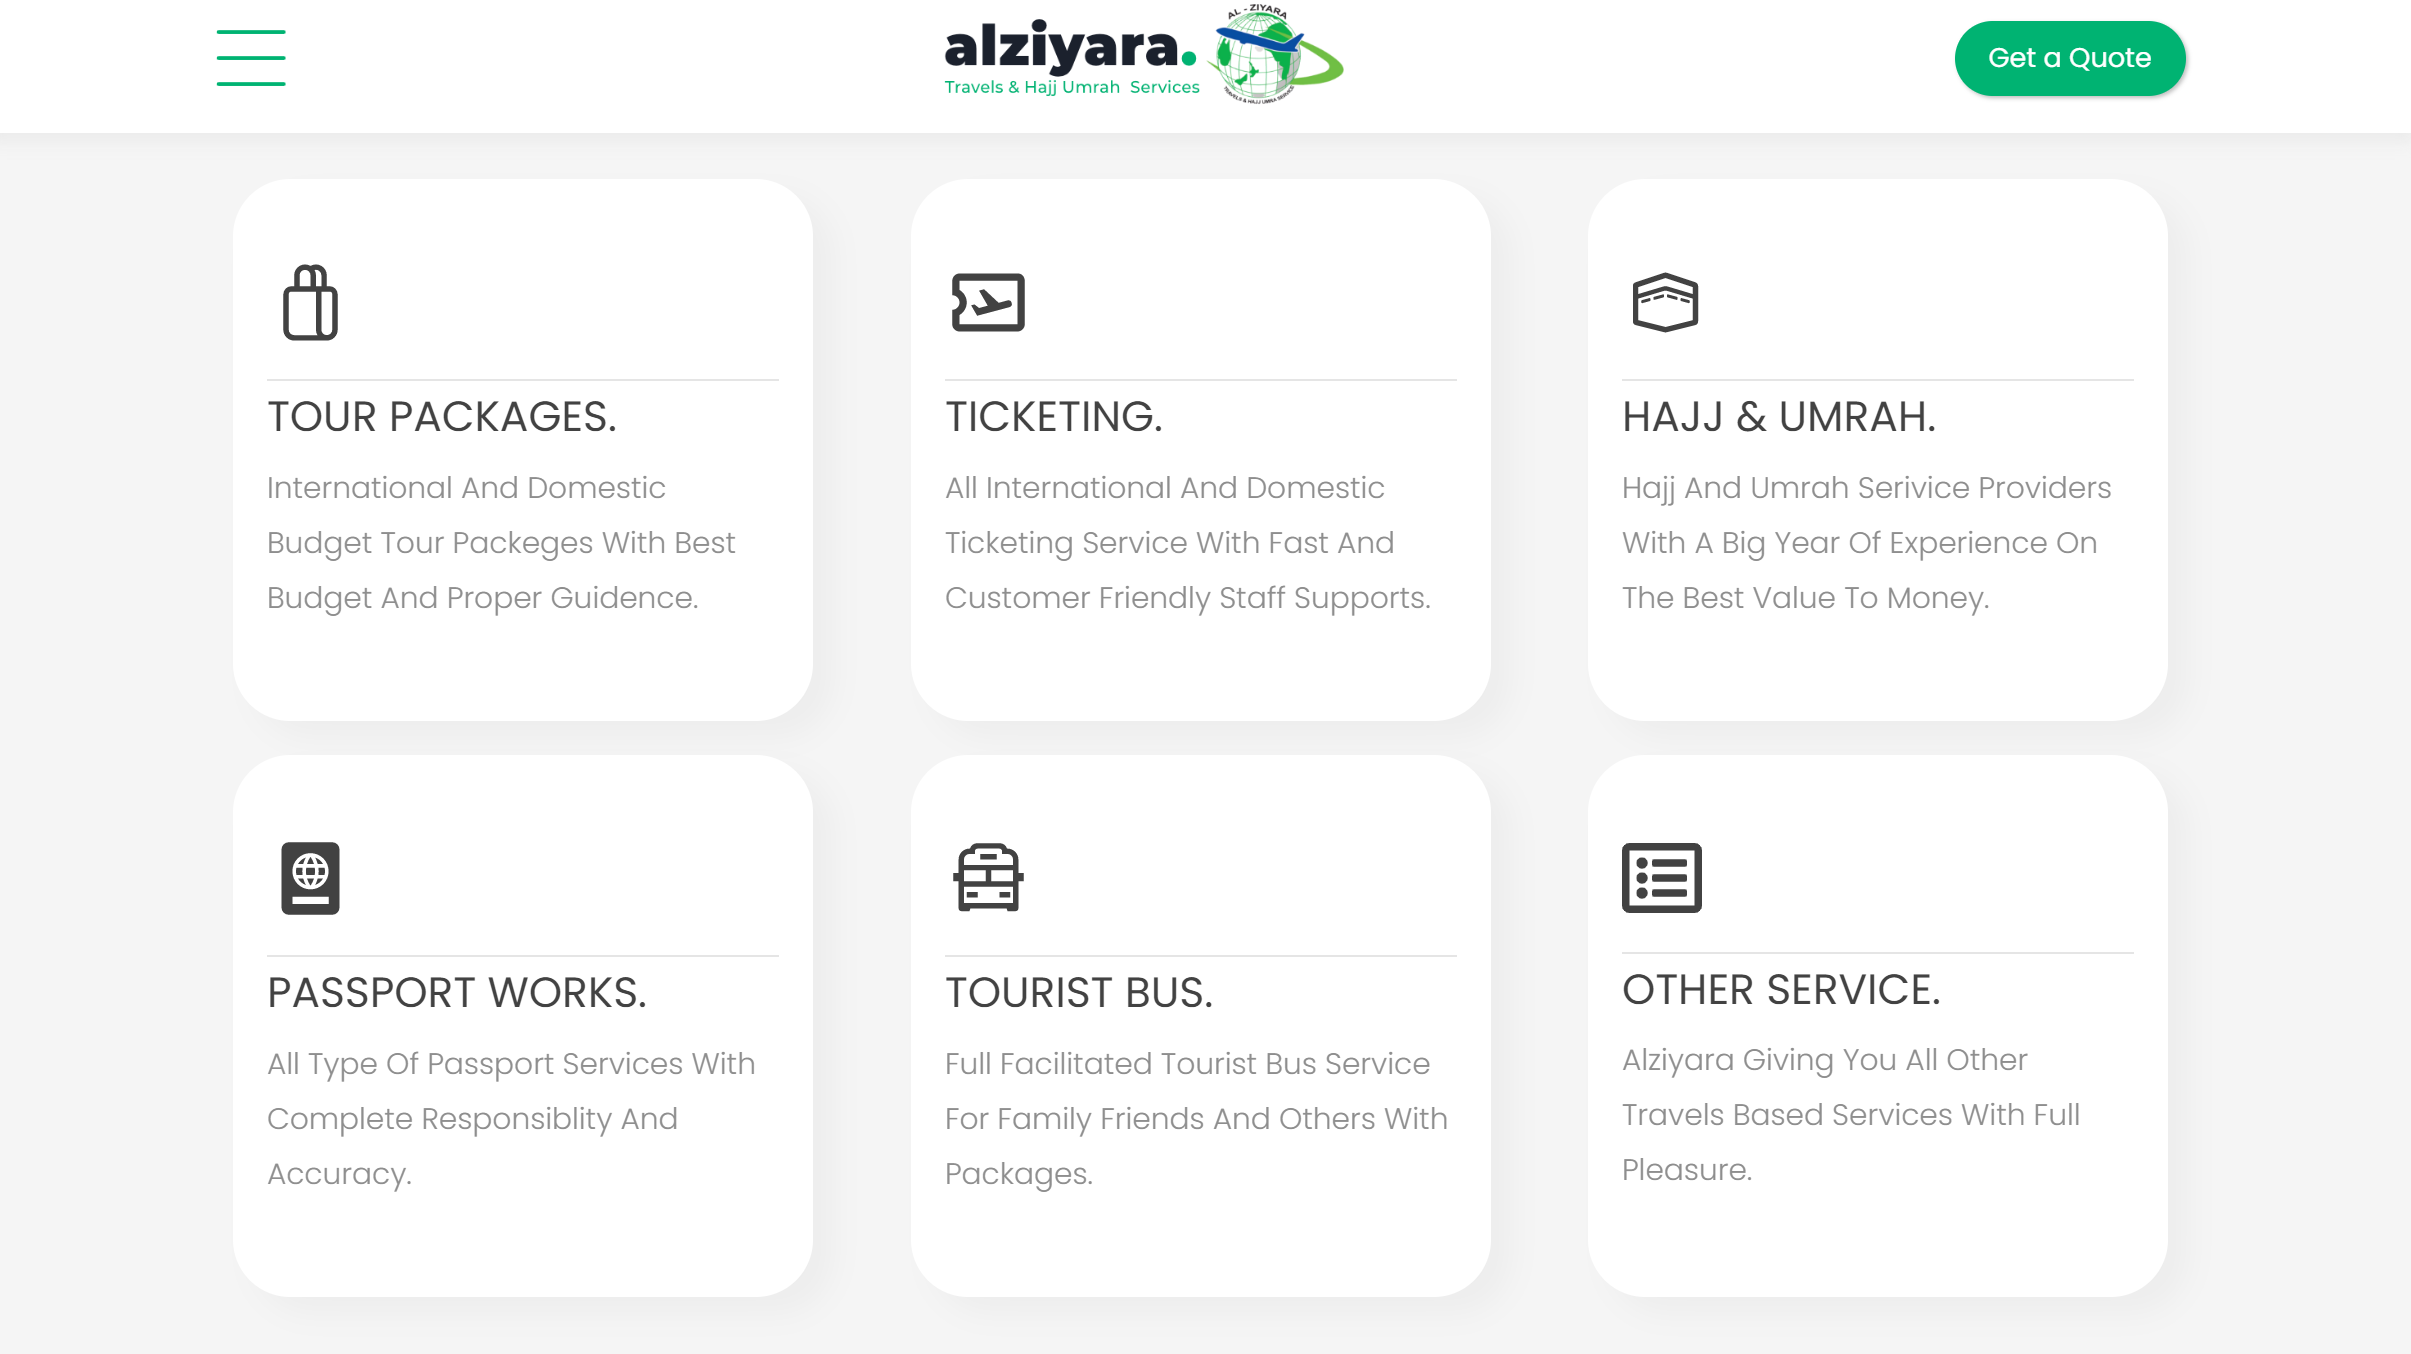 alziyara.
Travels & Hajj Umrah Services
AL - ZIYARA
TRAVELS & HAJJ UMRA SERVICE
Get a Quote
TOUR PACKAGES.
International And Domestic
Budget Tour Packeges With Best
Budget And Proper Guidence.
TICKETING.
All International And Domestic
Ticketing Service With Fast And
Customer Friendly Staff Supports.
HAJJ & UMRAH.
Hajj And Umrah Serivice Providers
With A Big Year Of Experience On
The Best Value To Money.
PASSPORT WORKS.
All Type Of Passport Services With
Complete Responsiblity And
Accuracy.
TOURIST BUS.
Full Facilitated Tourist Bus Service
For Family Friends And Others With
Packages.
OTHER SERVICE.
Alziyara Giving You All Other
Travels Based Services With Full
Pleasure.